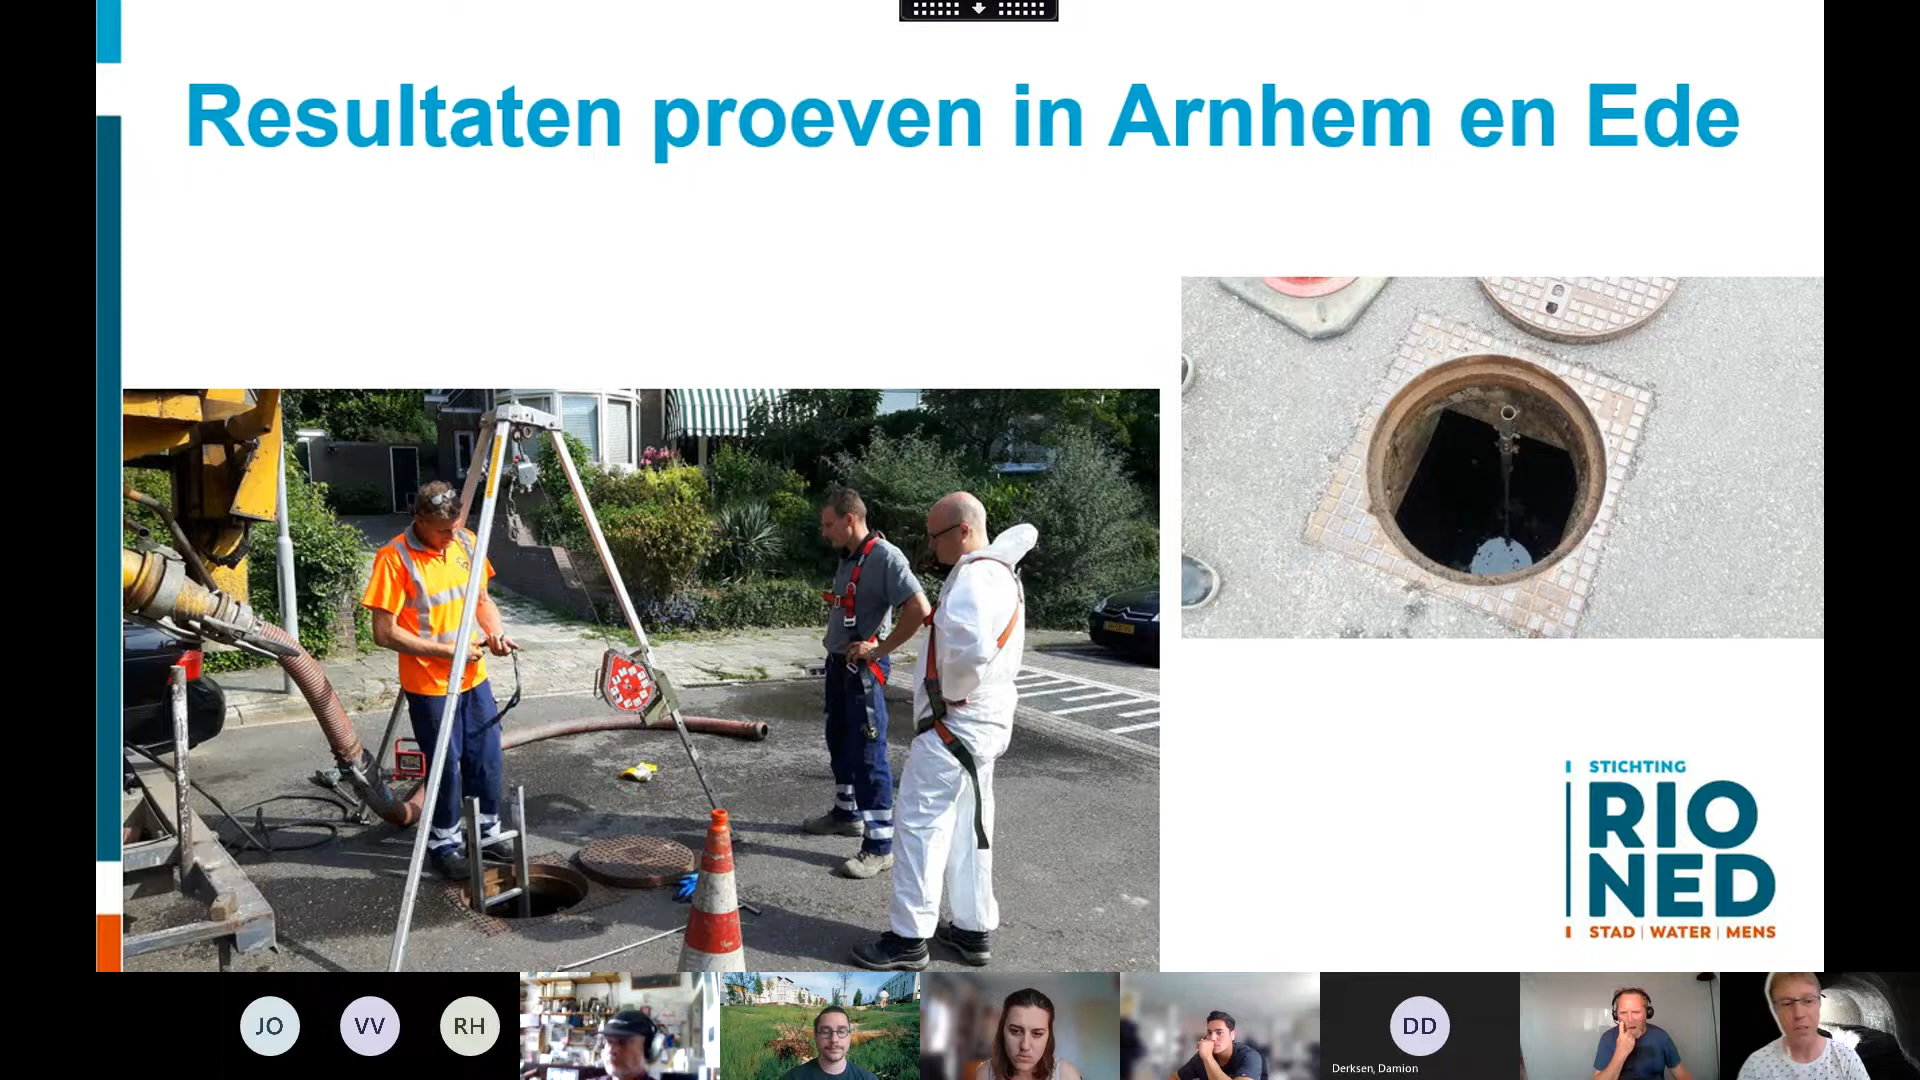 Resultaten proeven in Arnhem en Ede
STICHTING
RIO
NED
STAD | WATER | MENS
JO
VV
RH
DD
Derksen, Damion